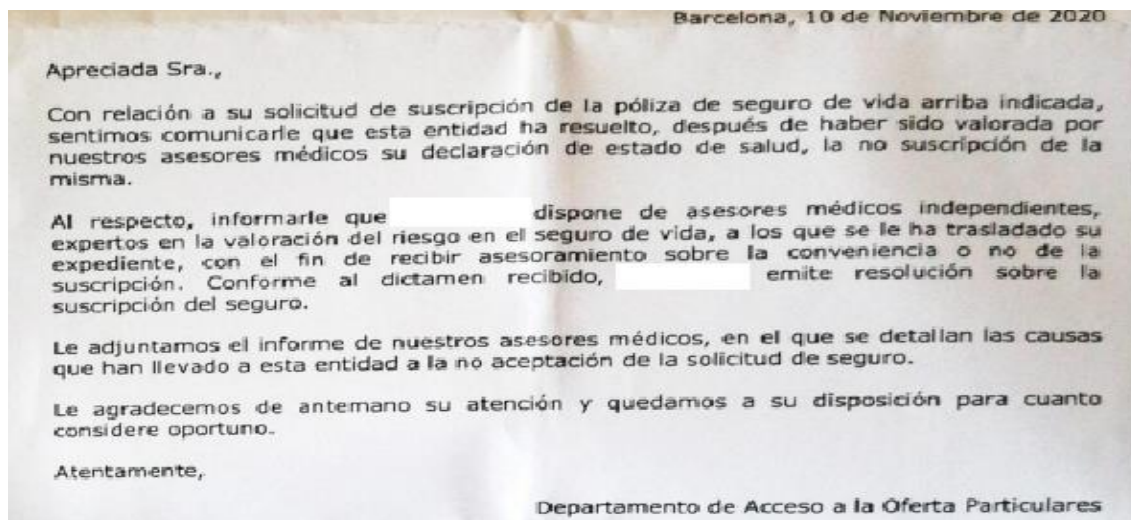 Barcelona, 10 de Noviembre de 2020
Apreciada Sra.,
Con relación a su solicitud de suscripción de la póliza de seguro de vida arriba indicada,
sentimos comunicarle que esta entidad ha resuelto, después de haber sido valorada por
nuestros asesores médicos su declaración de estado de salud, la no suscripción de la
misma.
Al respecto, informarle que dispone de asesores médicos independientes,
expertos en la valoración del riesgo en el seguro de vida, a los que se le ha trasladado su
expediente, con el fin de recibir asesoramiento sobre la conveniencia o no de la
suscripción. Conforme al dictamen recibido, emite resolución sobre la
suscripción del seguro.
Le adjuntamos el informe de nuestros asesores médicos, en el que se detallan las causas
que han llevado a esta entidad a la no aceptación de la solicitud de seguro.
Le agradecemos de antemano su atención y quedamos a su disposición para cuanto
considere oportuno.
Atentamente,
Departamento de Acceso a la Oferta Particulares